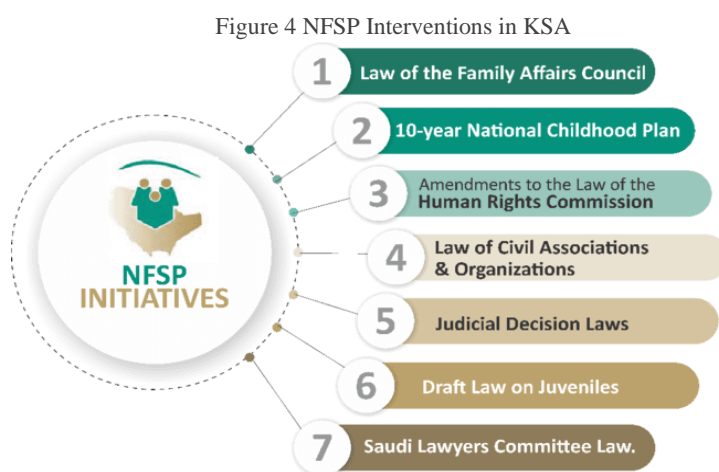 Figure 4 NFSP Interventions in KSA
NFSP
INITIATIVES
1
Law of the Family Affairs Council
2
10-year National Childhood Plan
3
Amendments to the Law of the
Human Rights Commission
4
Law of Civil Associations
& Organizations
5
Judicial Decision Laws
6
Draft Law on Juveniles
7
Saudi Lawyers Committee Law.